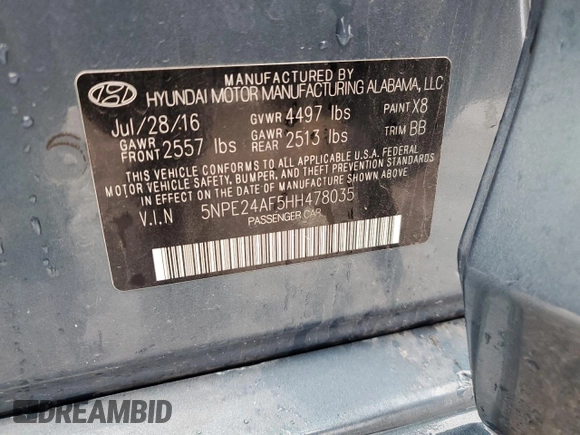 MANUFACTURED BY
HYUNDAI MOTOR MANUFACTURING ALABAMA, LLC
Jul/28/16 GVWR 4497 lbs PAINT X8
GAWR FRONT 2557 lbs GAWR REAR 2513 lbs TRIM BB
THIS VEHICLE CONFORMS TO ALL APPLICABLE U.S.A. FEDERAL
MOTOR VEHICLE SAFETY, BUMPER, AND THEFT PREVENTION STANDARDS
IN EFFECT ON THE DATE OF MANUFACTURE SHOWN ABOVE
V.I.N 5NPE24AF5HH478035
PASSENGER CAR
DREAMBID